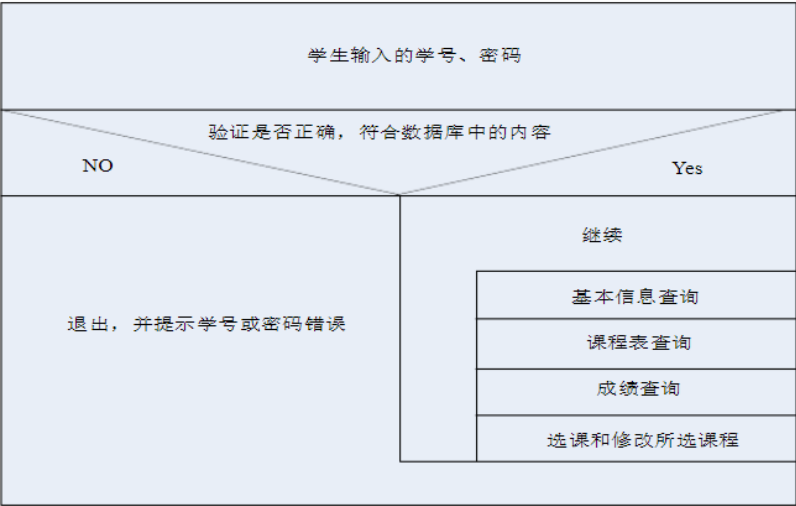 学生输入的学号、密码
验证是否正确，符合数据库中的内容
NO
Yes
继续
退出，并提示学号或密码错误
基本信息查询
课程表查询
成绩查询
选课和修改所选课程